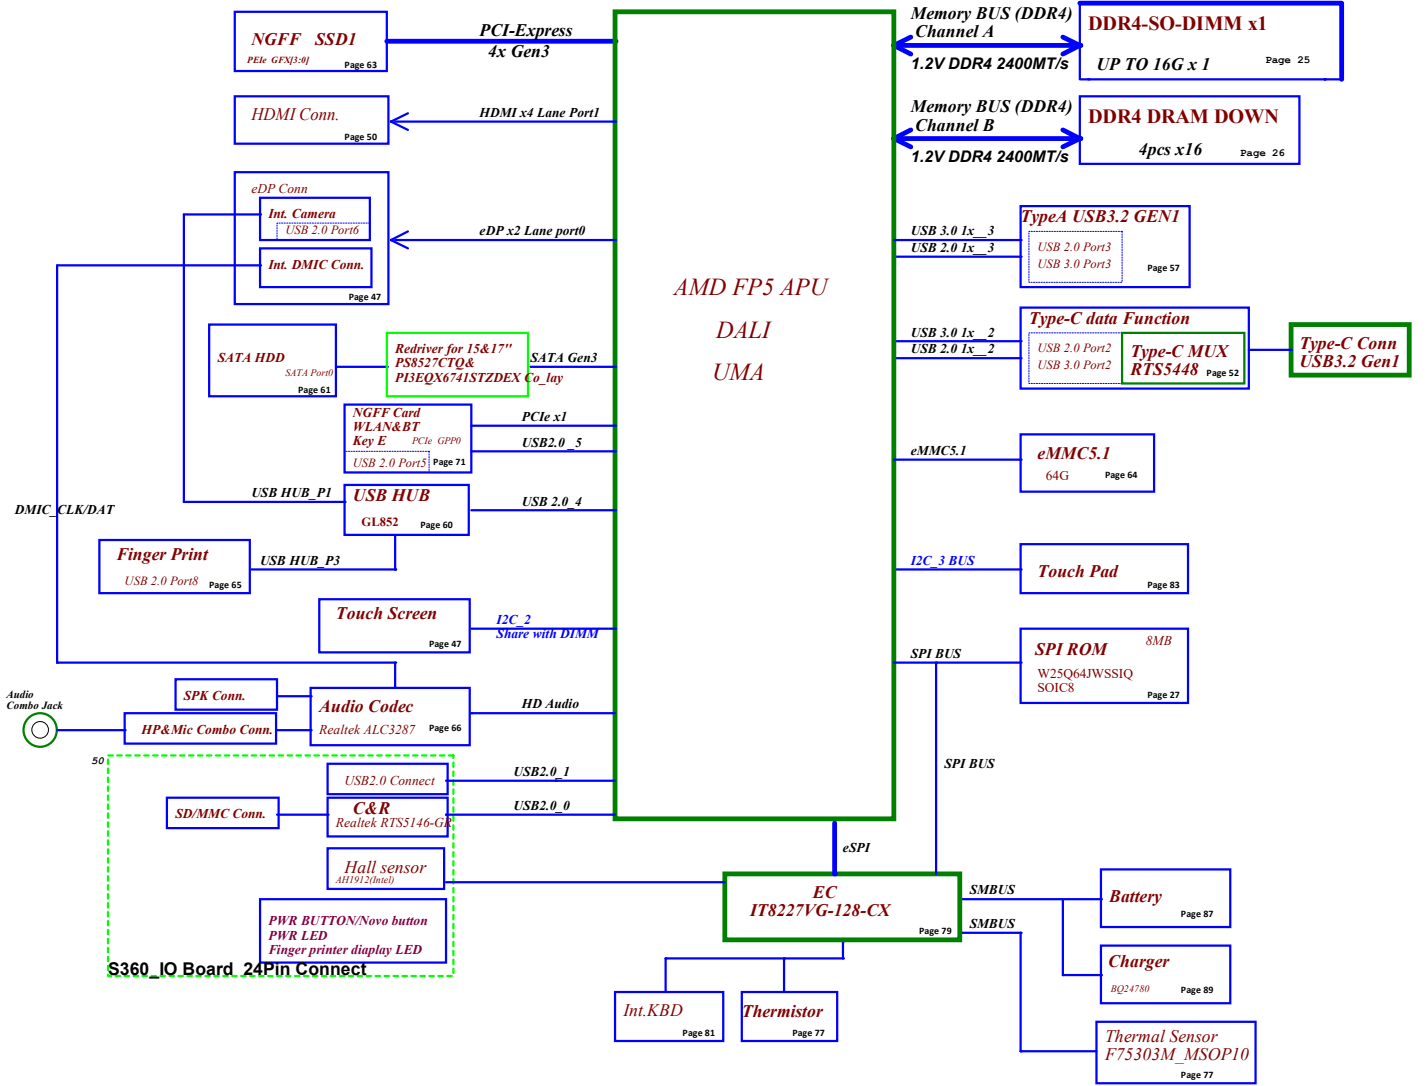 NGFF SSD1
PEIe GFX[3:0]
Page 63
PCI-Express
4x Gen3
Memory BUS (DDR4)
Channel A
1.2V DDR4 2400MT/s
DDR4-SO-DIMM x1
UP TO 16G x 1
Page 25
HDMI Conn.
Page 50
HDMI x4 Lane Port1
Memory BUS (DDR4)
Channel B
1.2V DDR4 2400MT/s
DDR4 DRAM DOWN
4pcs x16
Page 26
eDP Conn
Int. Camera
USB 2.0 Port6
Int. DMIC Conn.
Page 47
eDP x2 Lane port0
USB 3.0 1x__3
USB 2.0 1x__3
TypeA USB3.2 GEN1
USB 2.0 Port3
USB 3.0 Port3
Page 57
AMD FP5 APU
DALI
UMA
SATA HDD
SATA Port0
Page 61
Redriver for 15&17"
PS8527CTQ&
PI3EQX6741STZDEX Co_lay
SATA Gen3
USB 3.0 1x__2
USB 2.0 1x__2
Type-C data Function
USB 2.0 Port2
USB 3.0 Port2
Type-C MUX
RTS5448
Page 52
Type-C Conn
USB3.2 Gen1
NGFF Card
WLAN&BT
Key E
PCIe GPP0
USB 2.0 Port5
Page 71
PCIe x1
USB2.0 _5
eMMC5.1
eMMC5.1
64G
Page 64
USB HUB_P1
USB HUB
GL852
Page 60
USB 2.0_4
DMIC_CLK/DAT
Finger Print
USB 2.0 Port8
Page 65
USB HUB_P3
I2C_3 BUS
Touch Pad
Page 83
Touch Screen
Page 47
I2C_2
Share with DIMM
SPI BUS
SPI ROM
8MB
W25Q64JWSSIQ
SOIC8
Page 27
Audio
Combo Jack
SPK Conn.
HP&Mic Combo Conn.
Audio Codec
Realtek ALC3287
Page 66
HD Audio
SPI BUS
50
USB2.0 Connect
USB2.0_1
SD/MMC Conn.
C&R
Realtek RTS5146-GR
USB2.0_0
Hall sensor
AH1912(Intel)
PWR BUTTON/Novo button
PWR LED
Finger printer diaplay LED
S360_IO Board 24Pin Connect
eSPI
EC
IT8227VG-128-CX
Page 79
SMBUS
SMBUS
Battery
Page 87
Charger
BQ24780
Page 89
Int.KBD
Page 81
Thermistor
Page 77
Thermal Sensor
F75303M_MSOP10
Page 77